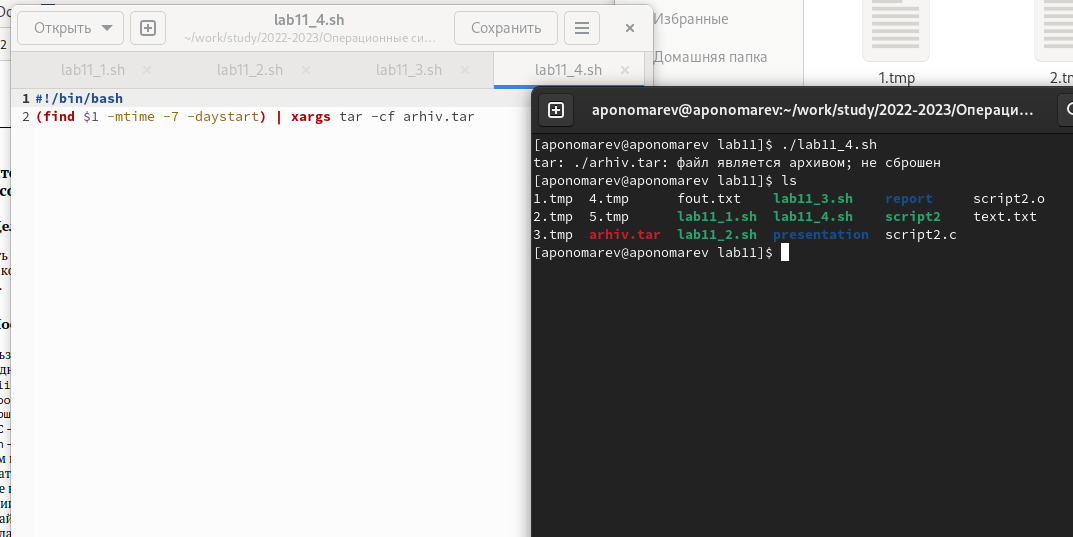 Открыть
lab11_4.sh
~/work/study/2022-2023/Операционные си…
Сохранить
lab11_1.sh
lab11_2.sh
lab11_3.sh
lab11_4.sh
1 #!/bin/bash
2 (find $1 -mtime -7 -daystart) | xargs tar -cf arhiv.tar
Избранные
Домашняя папка
1.tmp
aponomarev@aponomarev:~/work/study/2022-2023/Операци…
[aponomarev@aponomarev lab11]$ ./lab11_4.sh
tar: ./arhiv.tar: файл является архивом; не сброшен
[aponomarev@aponomarev lab11]$ ls
1.tmp 4.tmp fout.txt lab11_3.sh report script2.o
2.tmp 5.tmp lab11_1.sh lab11_4.sh script2 text.txt
3.tmp arhiv.tar lab11_2.sh presentation script2.c
[aponomarev@aponomarev lab11]$